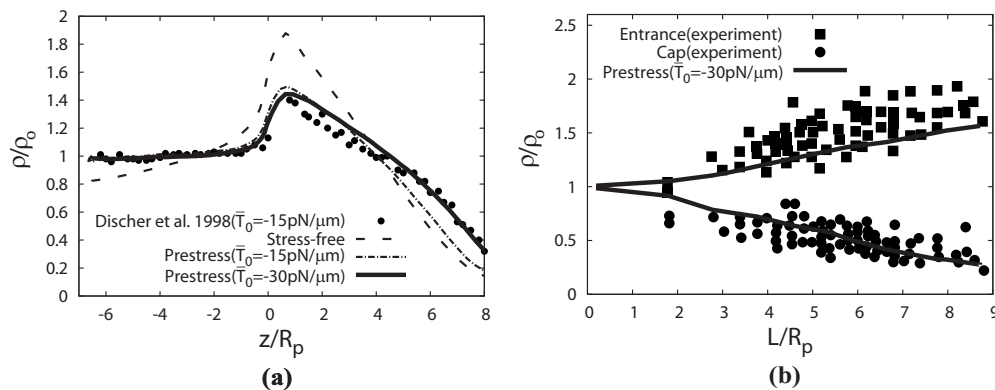 (a)
ρ/ρ₀
2
1.8
1.6
1.4
1.2
1
0.8
0.6
0.4
0.2
0
Discher et al. 1998(T̄₀=-15pN/μm)
Stress-free
Prestress(T̄₀=-15pN/μm)
Prestress(T̄₀=-30pN/μm)
-6 -4 -2 0 2 4 6 8
z/Rₚ
(b)
ρ/ρ₀
2.5
2
1.5
1
0.5
0
Entrance(experiment)
Cap(experiment)
Prestress(T̄₀=-30pN/μm)
0 1 2 3 4 5 6 7 8 9
L/Rₚ